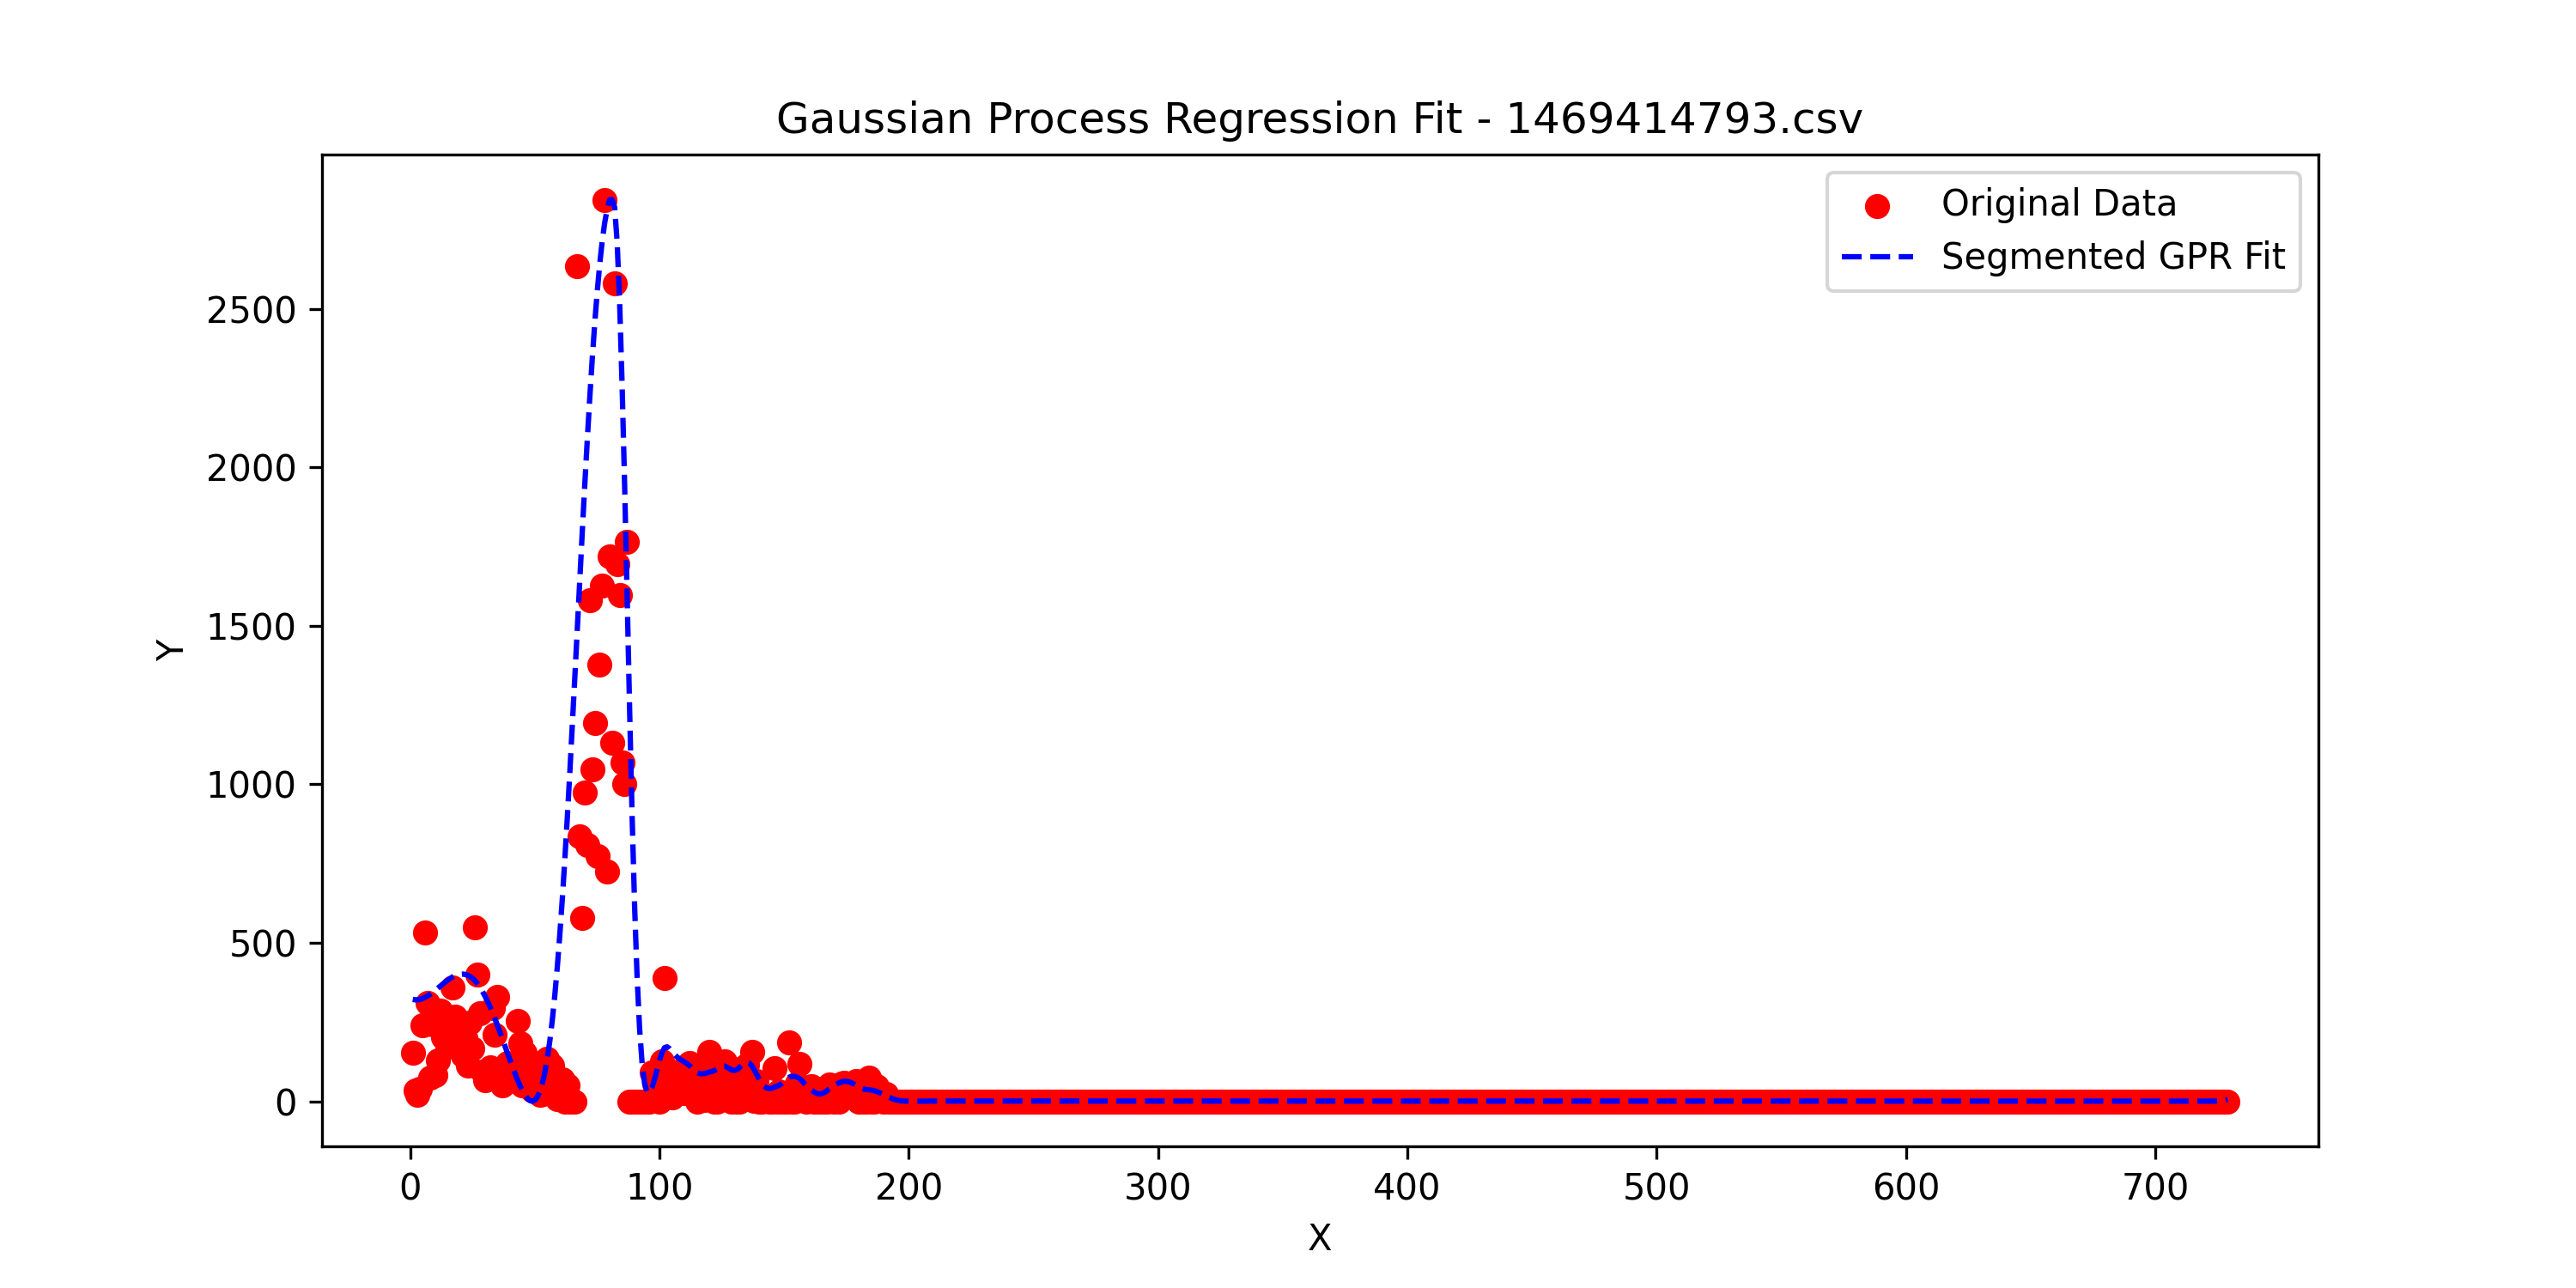 Gaussian Process Regression Fit - 1469414793.csv
Original Data
Segmented GPR Fit
Y
2500
2000
1500
1000
500
0
0 100 200 300 400 500 600 700
X